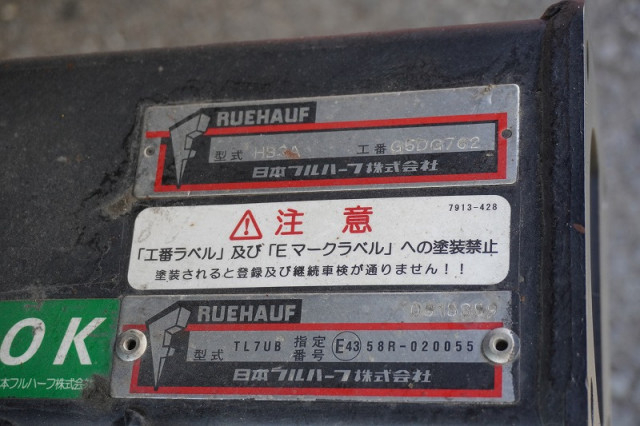 RUEHAUF
型式 H93A 工番
日本フルハーフ株式会社
⚠注意 7913-428
「工番ラベル」及び「Eマークラベル」への塗装禁止
塗装されると登録及び継続車検が通りません!!
OK
本フルハーフ株式会社
RUEHAUF
型式 TL7UB 指定番号 E43 58R-020055
日本フルハーフ株式会社